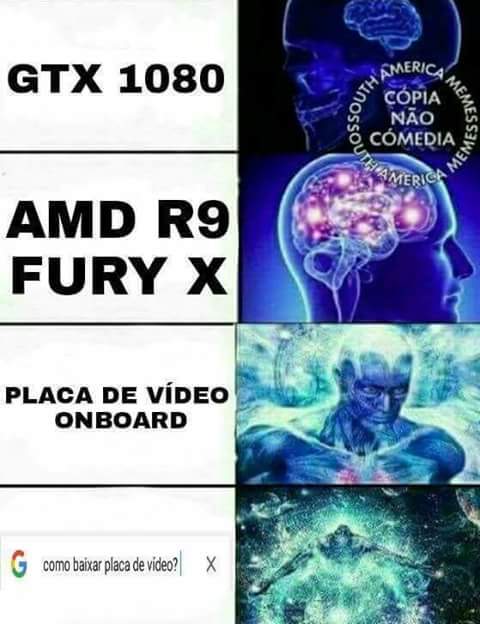 GTX 1080
SOUTH AMERICA MEMES
CÓPIA
NÃO
CÓMEDIA
SOUTH AMERICA MEMES
AMD R9
FURY X
PLACA DE VÍDEO
ONBOARD
G como baixar placa de vídeo? X